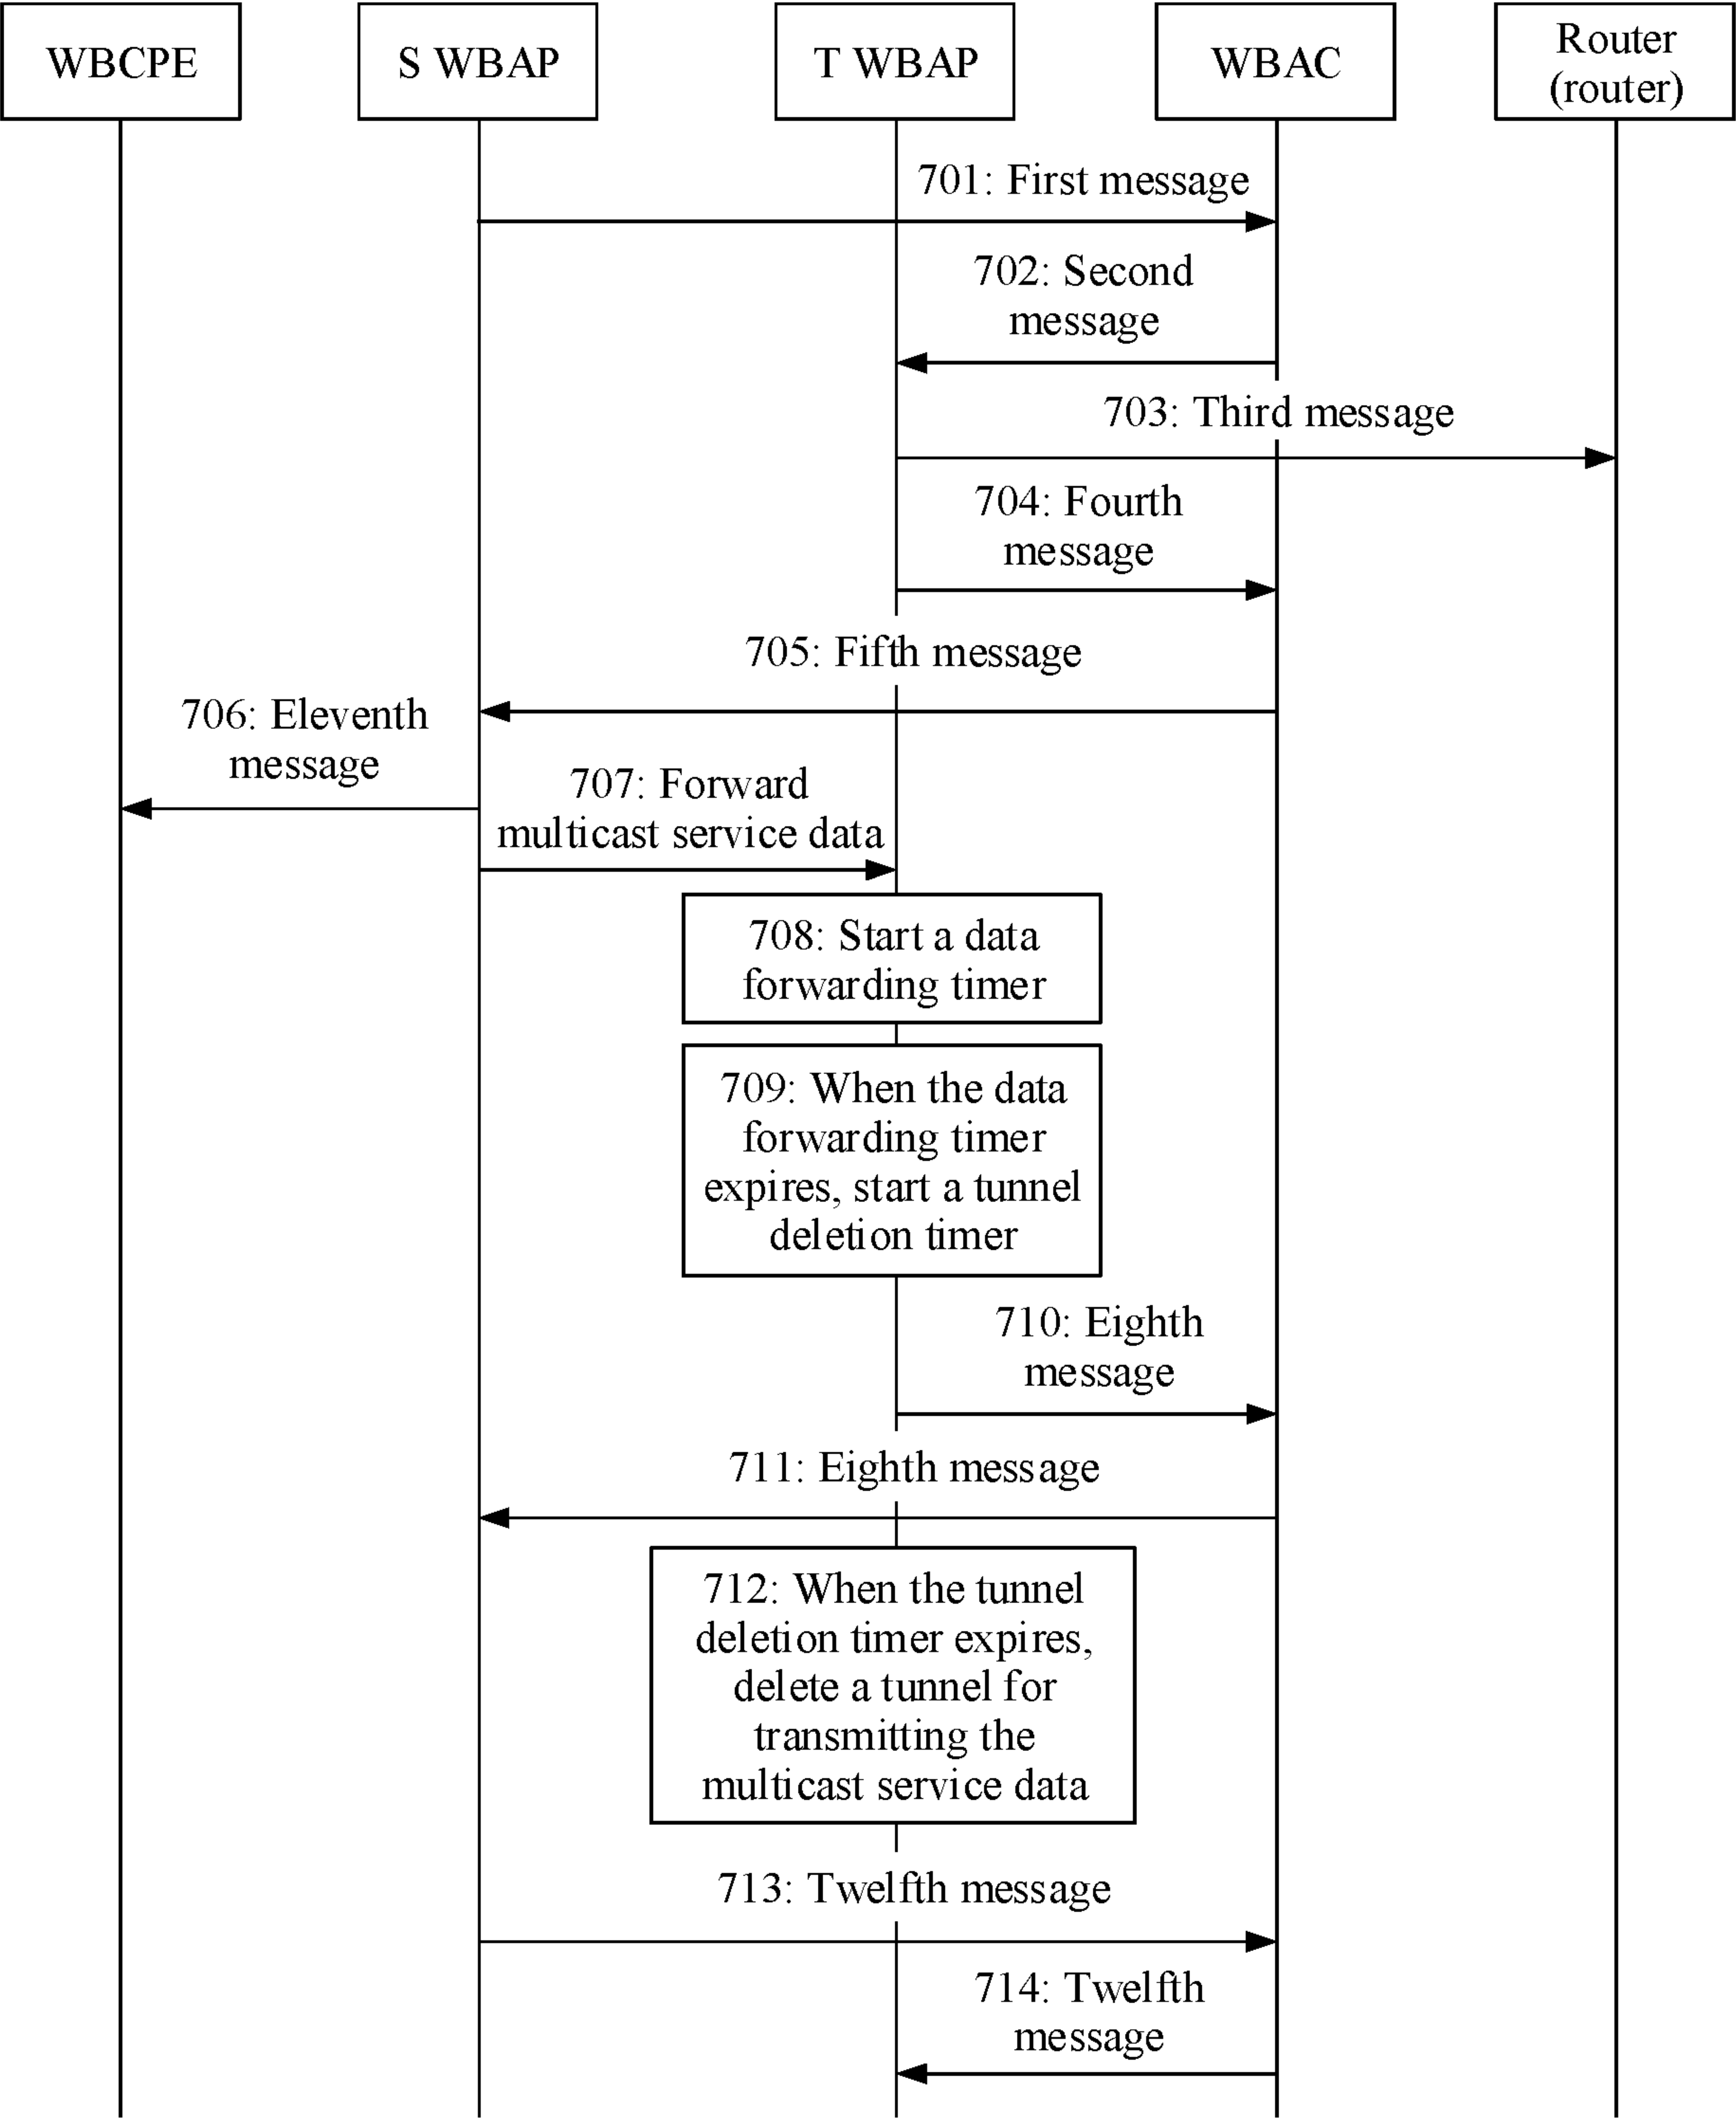 WBCPE
S WBAP
T WBAP
WBAC
Router
(router)
701: First message
702: Second
message
703: Third message
704: Fourth
message
705: Fifth message
706: Eleventh
message
707: Forward
multicast service data
708: Start a data
forwarding timer
709: When the data
forwarding timer
expires, start a tunnel
deletion timer
710: Eighth
message
711: Eighth message
712: When the tunnel
deletion timer expires,
delete a tunnel for
transmitting the
multicast service data
713: Twelfth message
714: Twelfth
message